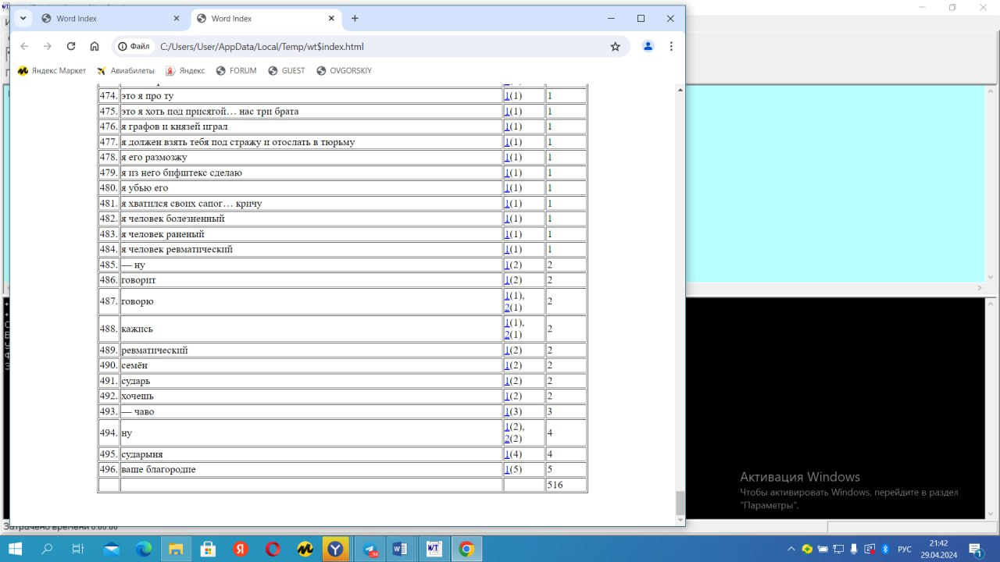 Word Index
Word Index
Файл C:/Users/User/AppData/Local/Temp/wt$index.html
Яндекс Маркет Авиабилеты Яндекс FORUM GUEST OVGORSKIY
474. это я про ту 1(1) 1
475. это я хоть под присягой… нас три брата 1(1) 1
476. я графов и князей играл 1(1) 1
477. я должен взять тебя под стражу и отослать в тюрьму 1(1) 1
478. я его размозжу 1(1) 1
479. я из него бифштекс сделаю 1(1) 1
480. я убью его 1(1) 1
481. я хватился своих сапог… кричу 1(1) 1
482. я человек болезненный 1(1) 1
483. я человек раненый 1(1) 1
484. я человек ревматический 1(1) 1
485. — ну 1(2) 2
486. говорит 1(2) 2
487. говорю 1(1), 2(1) 2
488. кажись 1(1), 2(1) 2
489. ревматический 1(2) 2
490. семён 1(2) 2
491. сударь 1(2) 2
492. хочешь 1(2) 2
493. — чаво 1(3) 3
494. ну 1(2), 2(2) 4
495. сударыня 1(4) 4
496. ваше благородие 1(5) 5
516
Активация Windows
Чтобы активировать Windows, перейдите в раздел
"Параметры".
Затрачено времени 0:00:00
94 РУС 21:42
29.04.2024 1